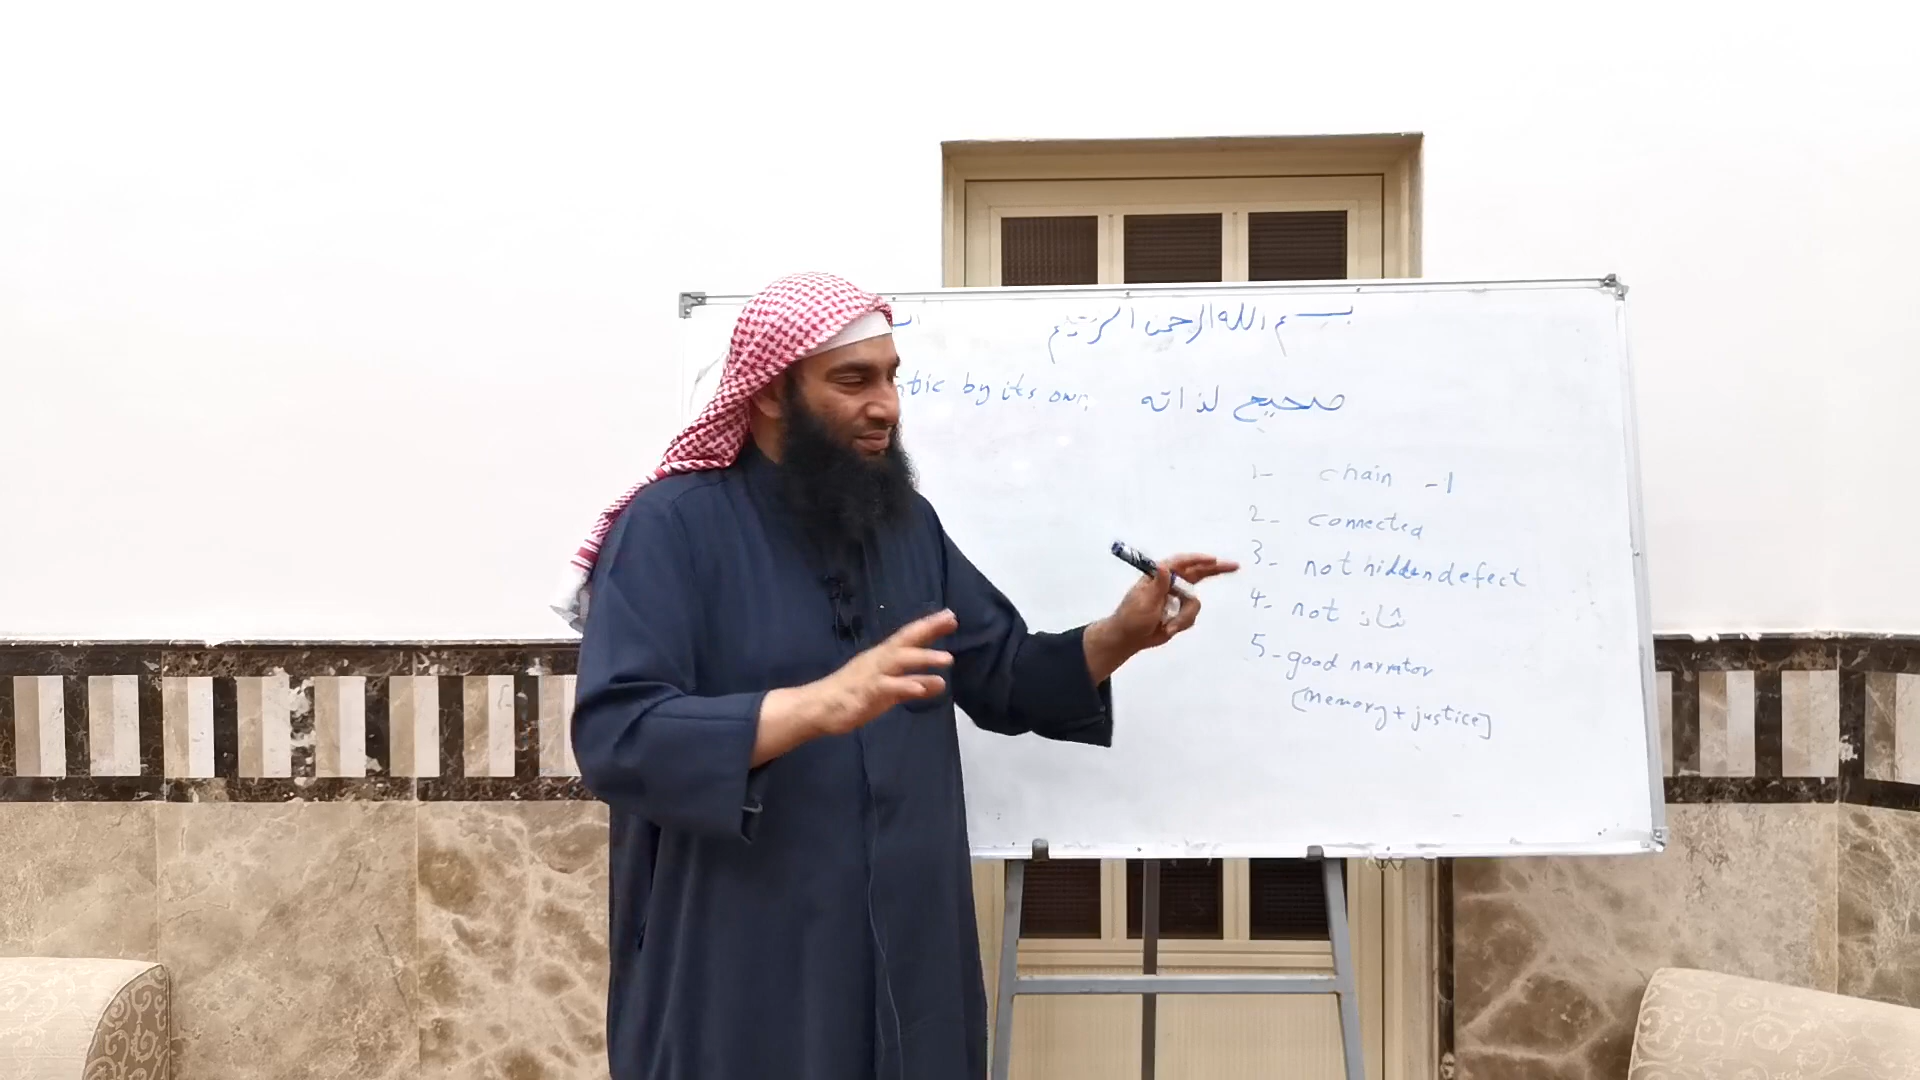 بسم الله الرحمن الرحيم
by its own صحيح لذاته
1- chain -1
2- connected
3- not hidden defect
4- not شاذ
5- good narrator
[memory + justice]